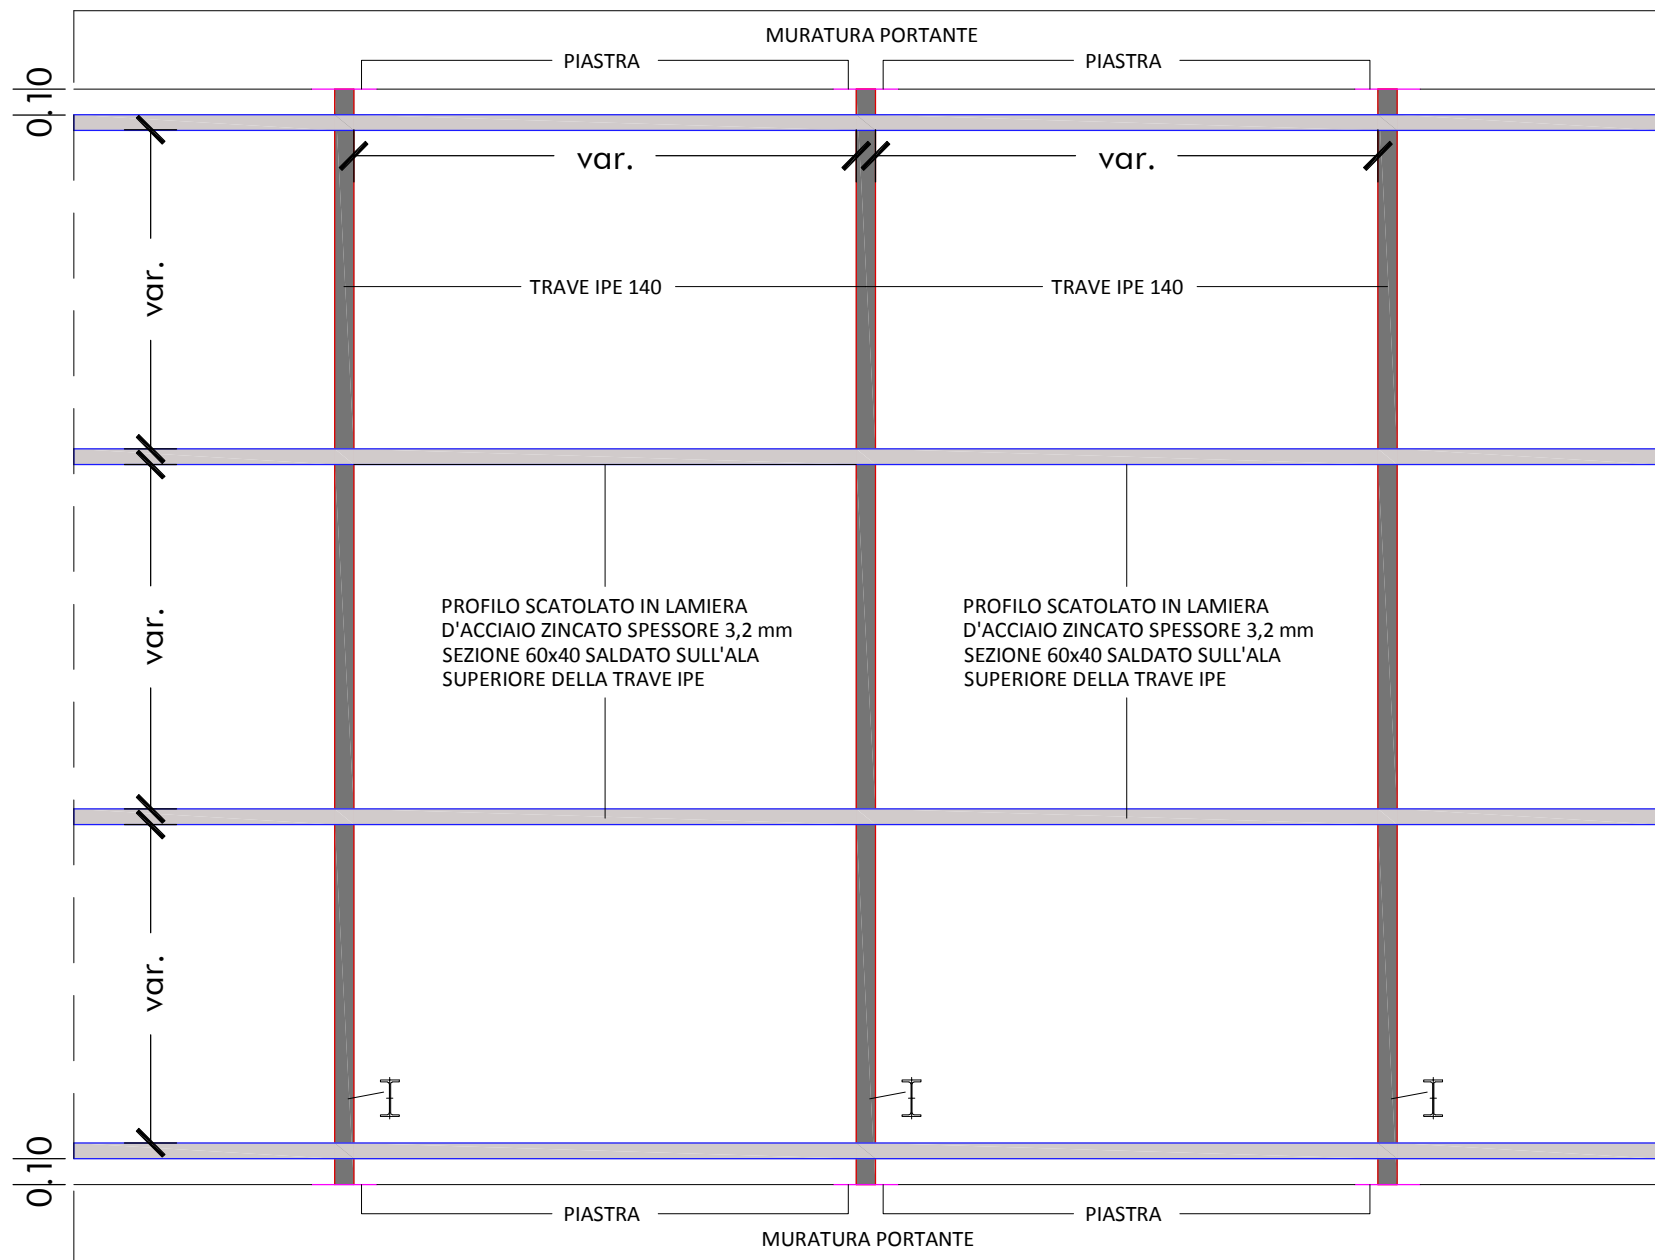 MURATURA PORTANTE
PIASTRA
PIASTRA
0.10
var.
var.
var.
TRAVE IPE 140
TRAVE IPE 140
var.
PROFILO SCATOLATO IN LAMIERA
D'ACCIAIO ZINCATO SPESSORE 3,2 mm
SEZIONE 60x40 SALDATO SULL'ALA
SUPERIORE DELLA TRAVE IPE
PROFILO SCATOLATO IN LAMIERA
D'ACCIAIO ZINCATO SPESSORE 3,2 mm
SEZIONE 60x40 SALDATO SULL'ALA
SUPERIORE DELLA TRAVE IPE
var.
0.10
PIASTRA
PIASTRA
MURATURA PORTANTE